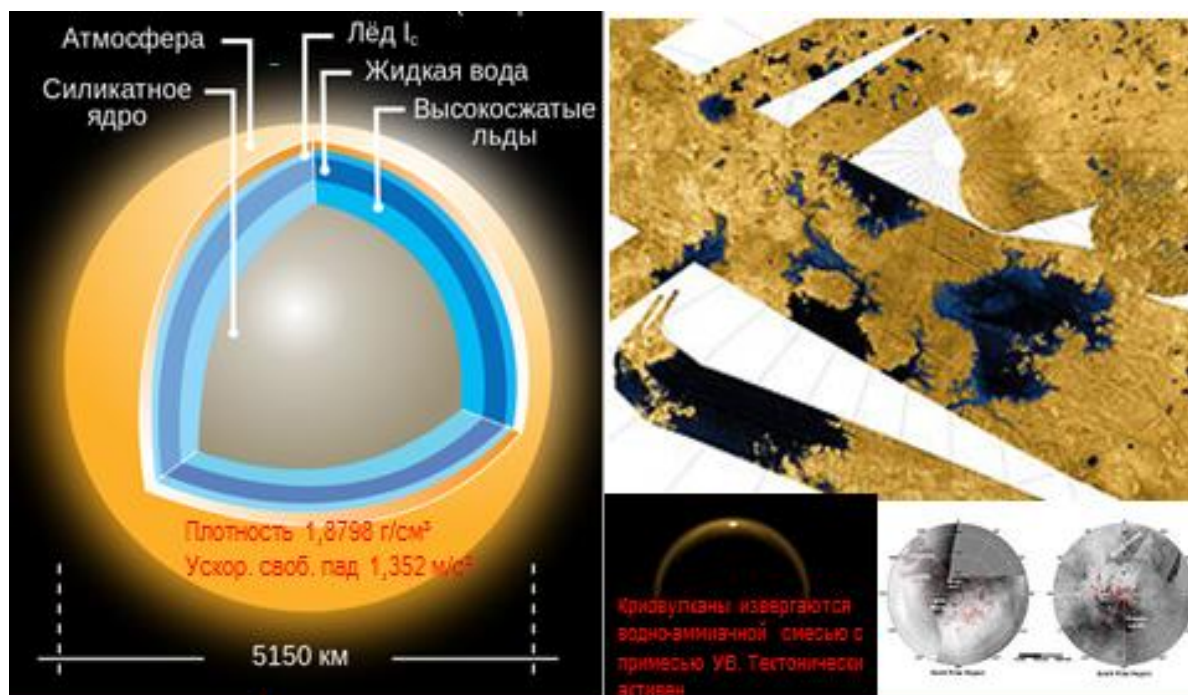 Атмосфера
Лёд Iс
Жидкая вода
Силикатное
ядро
Высокосжатые
льды
Плотность 1,8798 г/см³
Ускор. своб. пад 1,352 м/с²
5150 км
Криовулканы извергаются
водно-аммиачной смесью с
примесью УВ. Тектонически
активен